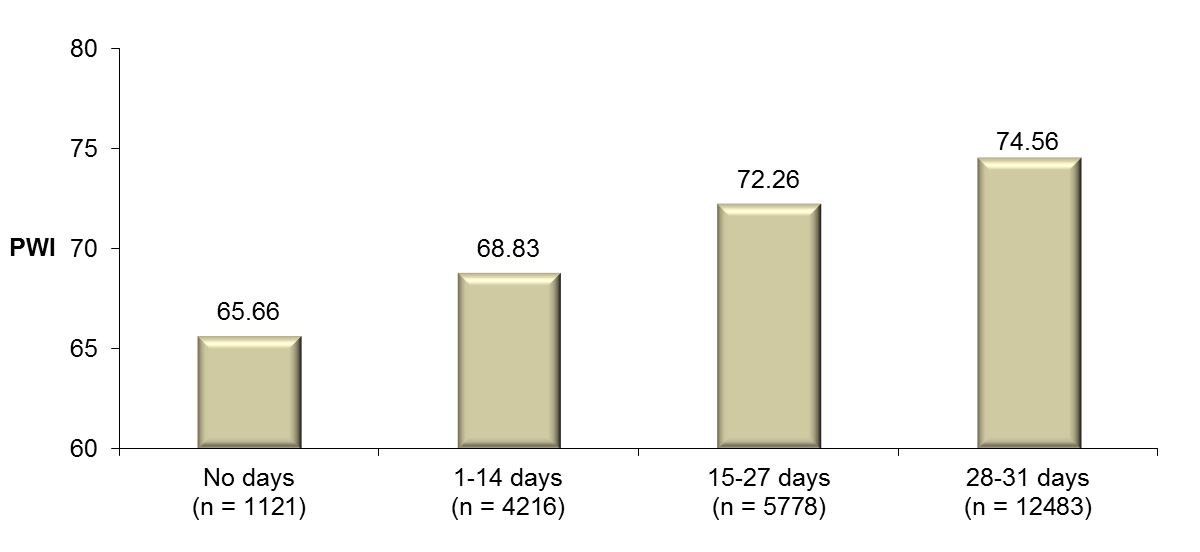 80
75
PWI 70
65
60
65.66
68.83
72.26
74.56
No days
(n = 1121)
1-14 days
(n = 4216)
15-27 days
(n = 5778)
28-31 days
(n = 12483)